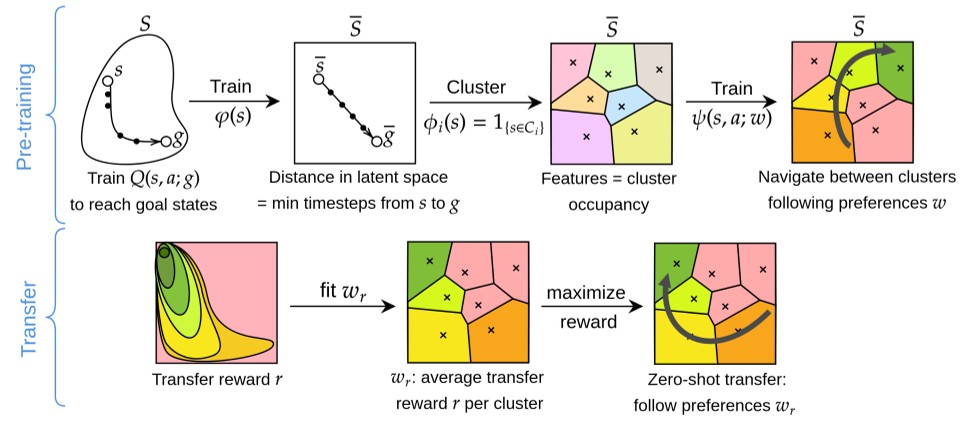 Pre-training
S
s
g
Train Q(s, a; g)
to reach goal states
Train
φ(s)
S̅
s̅
g̅
Distance in latent space
= min timesteps from s to g
Cluster
ϕᵢ(s) = 1_{s∈Cᵢ}
S̅
Features = cluster
occupancy
Train
ψ(s, a; w)
S̅
Navigate between clusters
following preferences w
Transfer
Transfer reward r
fit wᵣ
wᵣ: average transfer
reward r per cluster
maximize
reward
Zero-shot transfer:
follow preferences wᵣ